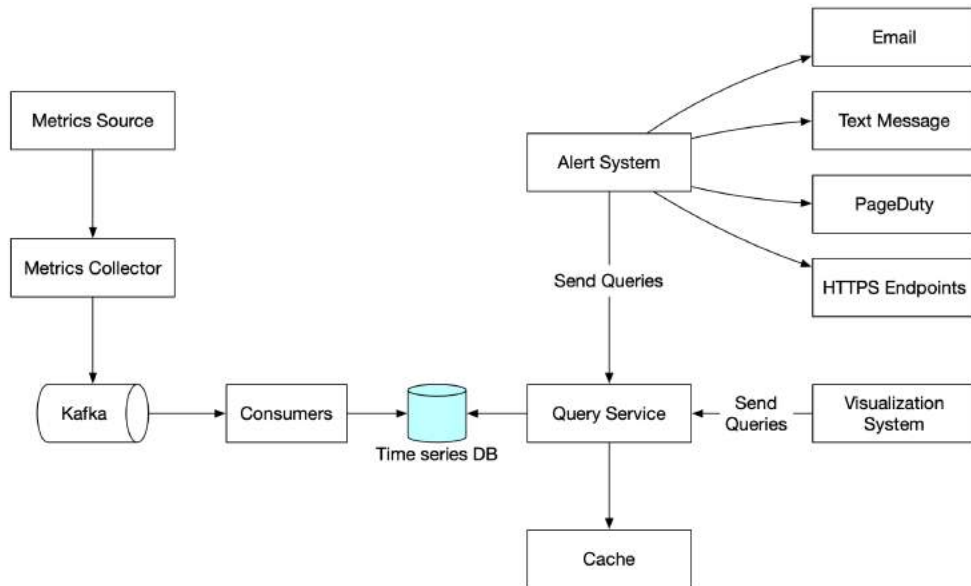 Email
Metrics Source
Text Message
Alert System
PageDuty
Metrics Collector
HTTPS Endpoints
Send Queries
Kafka
Consumers
Time series DB
Query Service
Send
Queries
Visualization
System
Cache